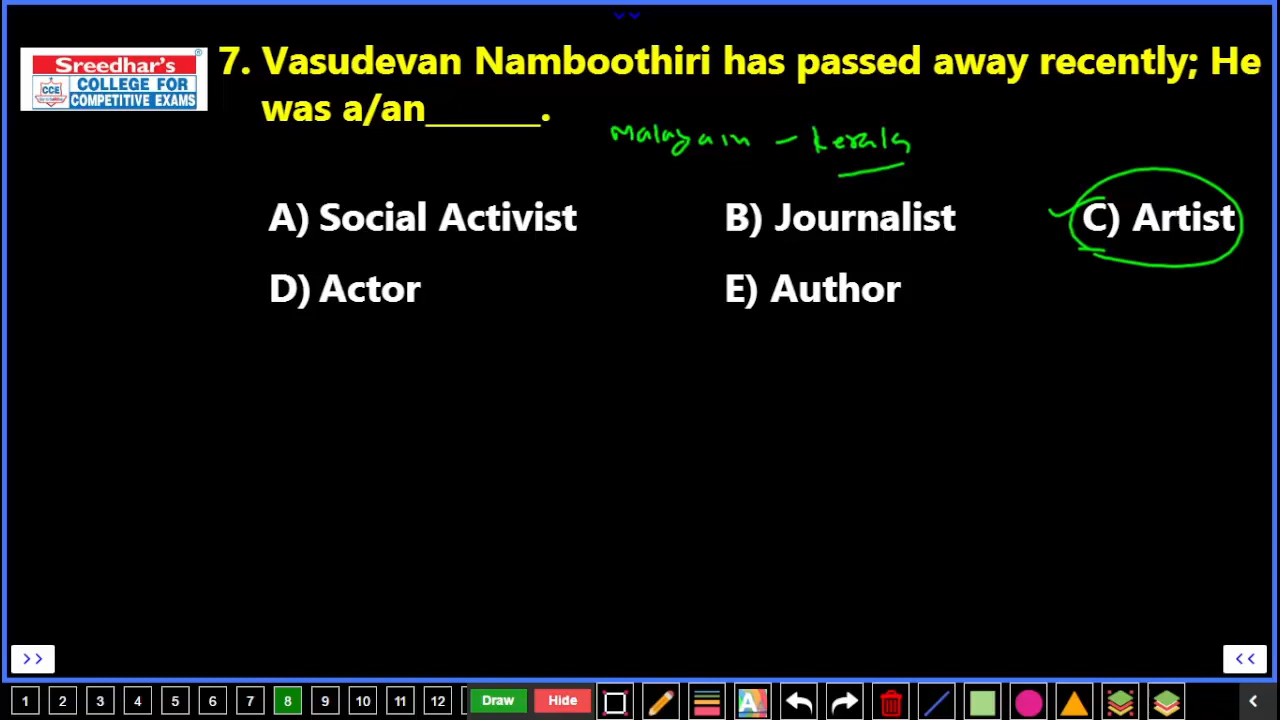 Sreedhar's
®
CCE
COLLEGE FOR
COMPETITIVE EXAMS
7. Vasudevan Namboothiri has passed away recently; He
was a/an______.
Malayain - Kerala
A) Social Activist B) Journalist C) Artist
D) Actor E) Author
>> <<
1 2 3 4 5 6 7 8 9 10 11 12 Draw Hide A <